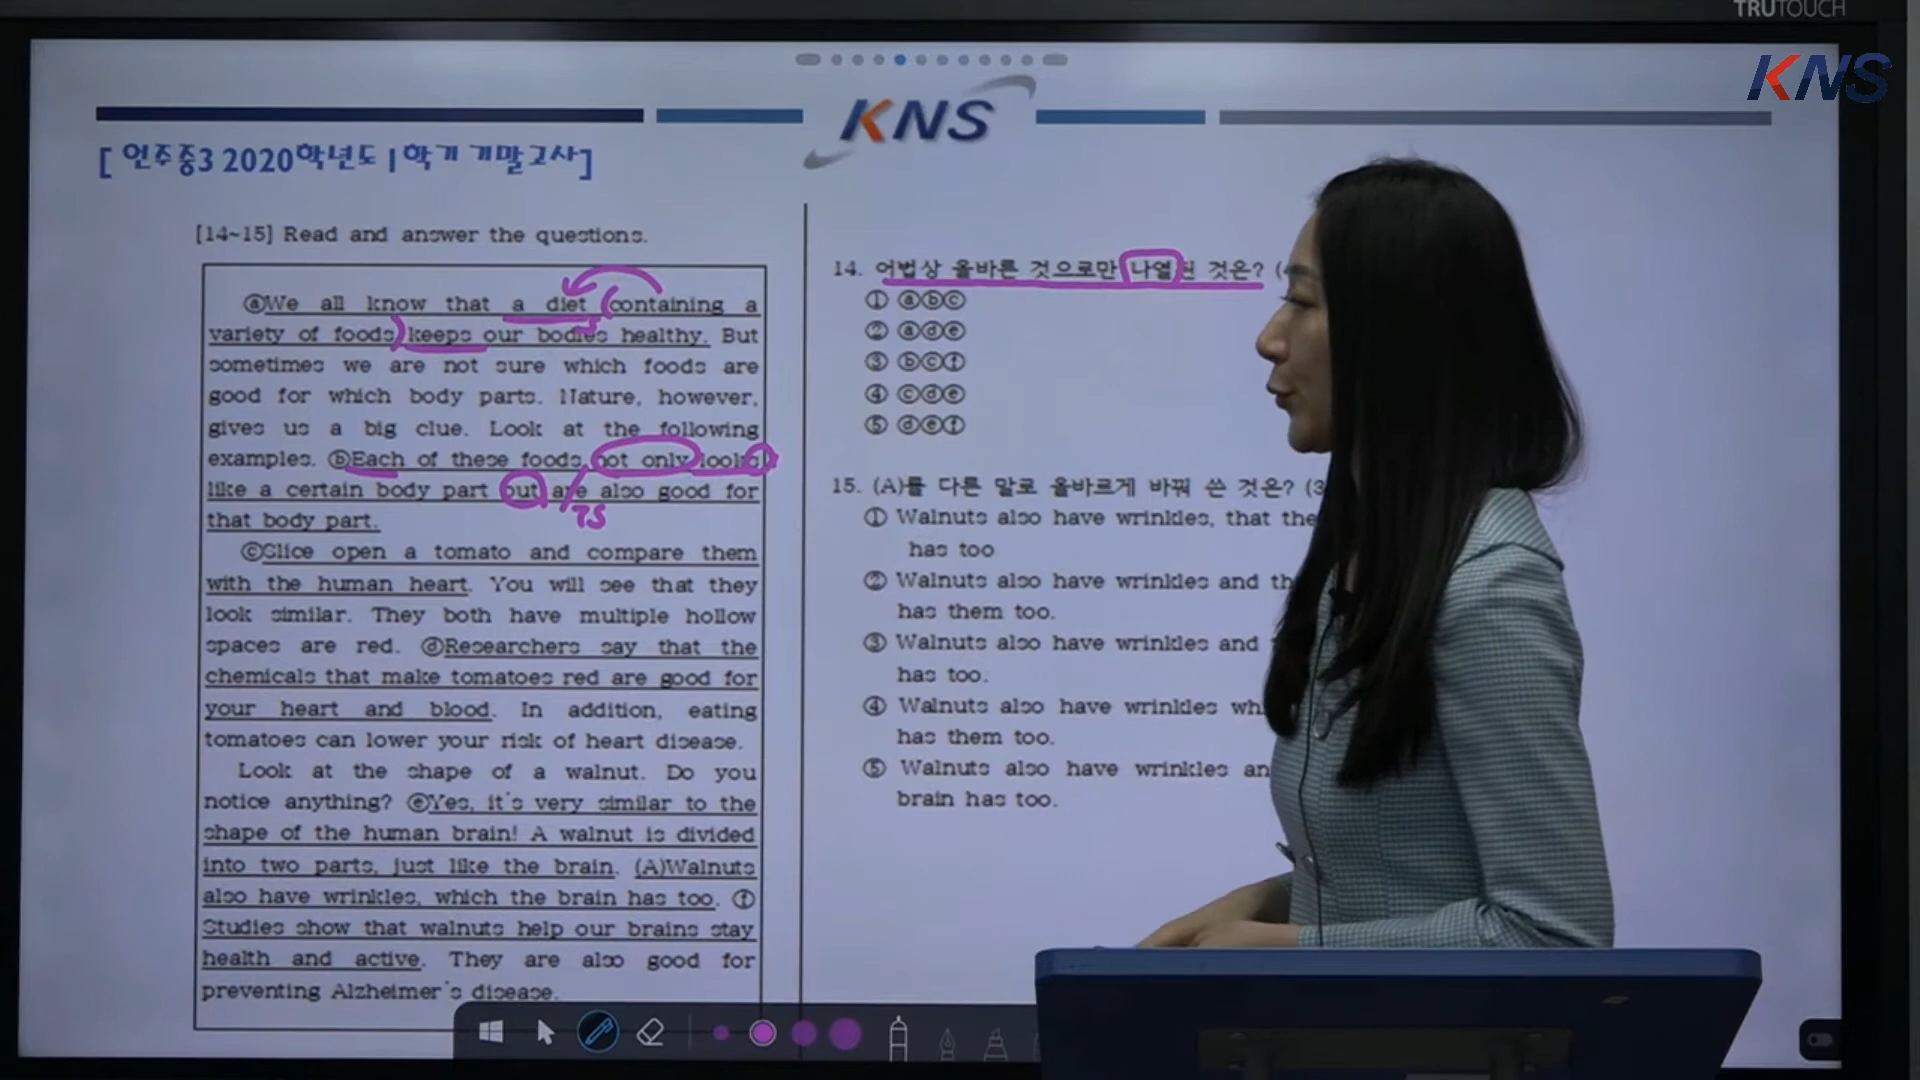 TRUTOUCH
KNS
KNS
[ 언주중3 2020학년도 1학기 기말고사]
[14~15] Read and answer the questions.
ⓐWe all know that a diet containing a
variety of foods keeps our bodies healthy. But
sometimes we are not sure which foods are
good for which body parts. Nature, however,
gives us a big clue. Look at the following
examples. ⓑEach of these foods not only looks
like a certain body part but are also good for
is
that body part.
ⓒSlice open a tomato and compare them
with the human heart. You will see that they
look similar. They both have multiple hollow
spaces are red. ⓓResearchers say that the
chemicals that make tomatoes red are good for
your heart and blood. In addition, eating
tomatoes can lower your risk of heart disease.
Look at the shape of a walnut. Do you
notice anything? ⓔYes, it's very similar to the
shape of the human brain! A walnut is divided
into two parts, just like the brain. (A)Walnuts
also have wrinkles, which the brain has too. ⓕ
Studies show that walnuts help our brains stay
health and active. They are also good for
preventing Alzheimer's disease.
14. 어법상 올바른 것으로만 나열된 것은?
① ⓐⓑⓒ
② ⓐⓓⓔ
③ ⓑⓒⓕ
④ ⓒⓓⓔ
⑤ ⓓⓔⓕ
15. (A)를 다른 말로 올바르게 바꿔 쓴 것은? (3
① Walnuts also have wrinkles, that the
has too
② Walnuts also have wrinkles and th
has them too.
③ Walnuts also have wrinkles and
has too.
④ Walnuts also have wrinkles wh
has them too.
⑤ Walnuts also have wrinkles an
brain has too.